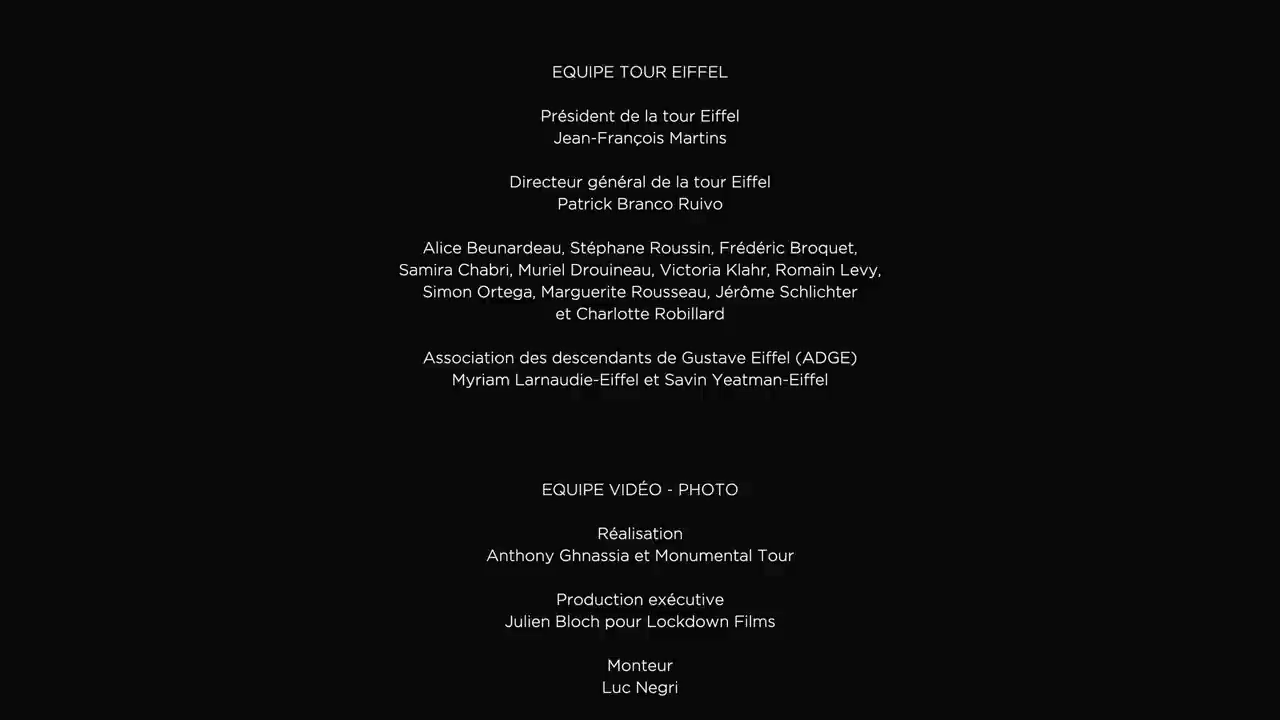 EQUIPE TOUR EIFFEL
Président de la tour Eiffel
Jean-François Martins
Directeur général de la tour Eiffel
Patrick Branco Ruivo
Alice Beunardeau, Stéphane Roussin, Frédéric Broquet,
Samira Chabri, Muriel Drouineau, Victoria Klahr, Romain Levy,
Simon Ortega, Marguerite Rousseau, Jérôme Schlichter
et Charlotte Robillard
Association des descendants de Gustave Eiffel (ADGE)
Myriam Larnaudie-Eiffel et Savin Yeatman-Eiffel
EQUIPE VIDÉO - PHOTO
Réalisation
Anthony Ghnassia et Monumental Tour
Production exécutive
Julien Bloch pour Lockdown Films
Monteur
Luc Negri